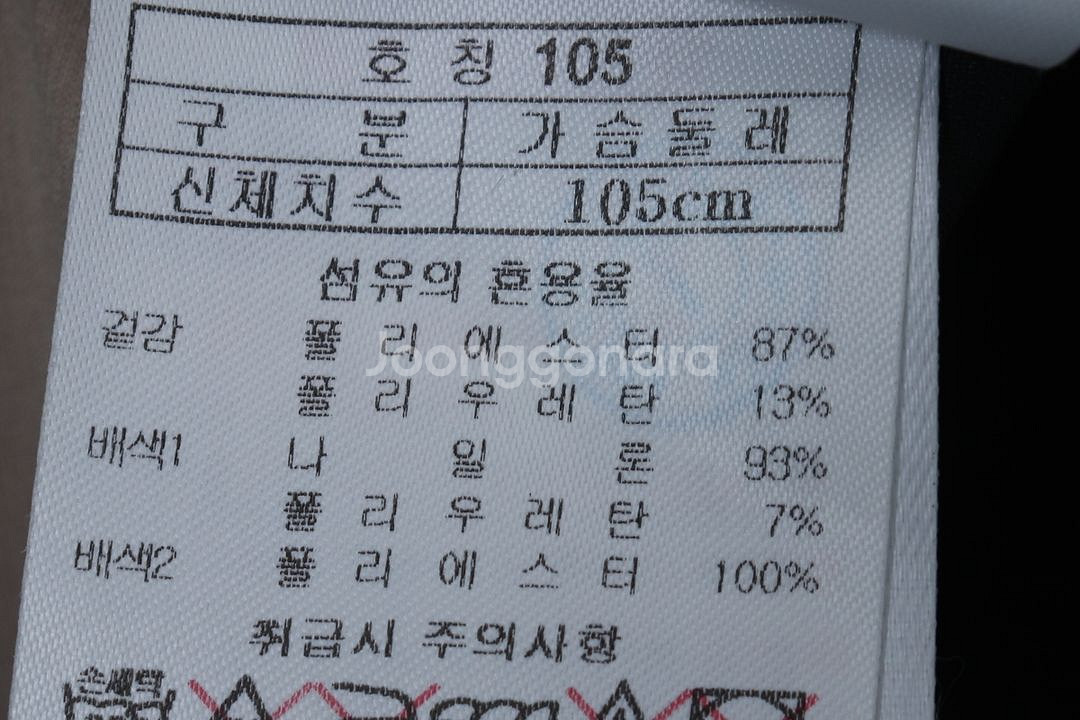 호칭 105
구분 가슴둘레
신체치수 105cm
섬유의 혼용율
겉감 폴리에스터 87%
폴리우레탄 13%
배색1 나일론 93%
폴리우레탄 7%
배색2 폴리에스터 100%
취급시 주의사항
손세탁
Joonggonara